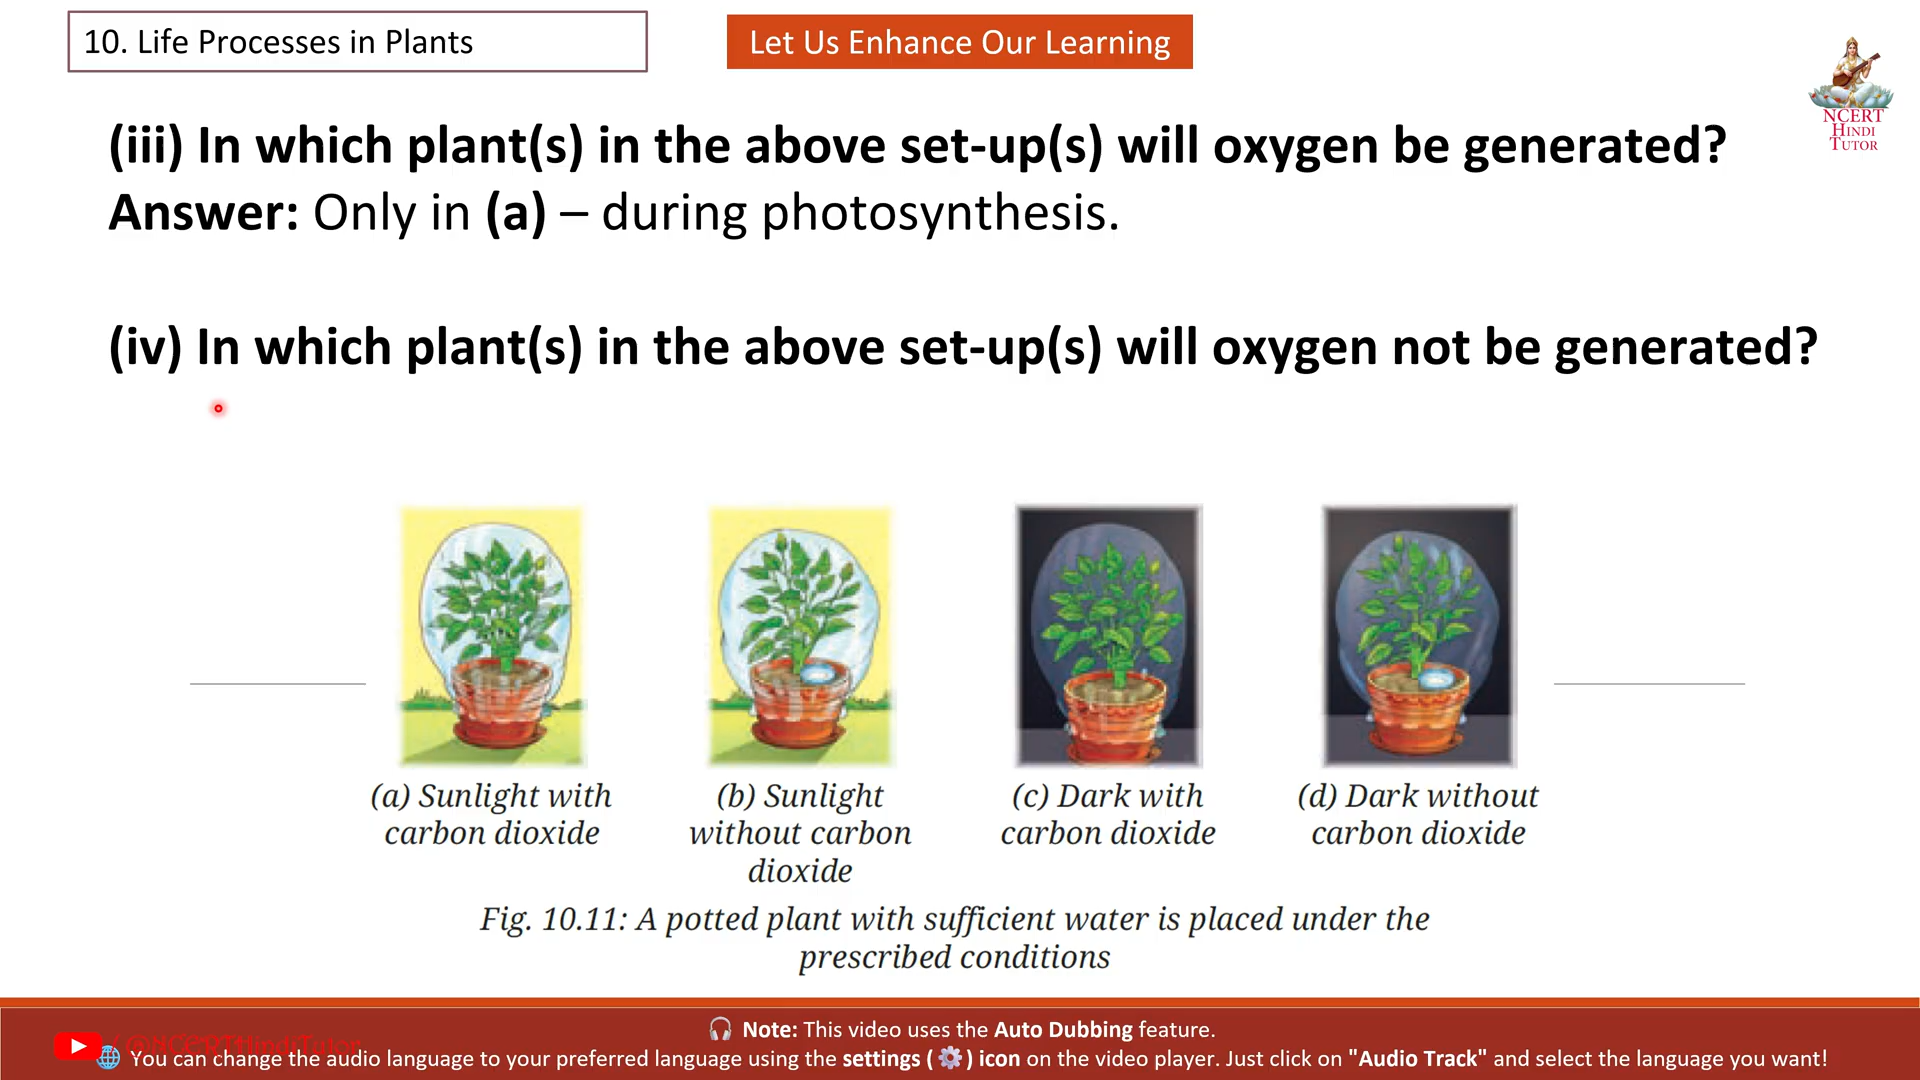 10. Life Processes in Plants
Let Us Enhance Our Learning
NCERT
HINDI
TUTOR
(iii) In which plant(s) in the above set-up(s) will oxygen be generated?
Answer: Only in (a) – during photosynthesis.
(iv) In which plant(s) in the above set-up(s) will oxygen not be generated?
(a) Sunlight with
carbon dioxide
(b) Sunlight
without carbon
dioxide
(c) Dark with
carbon dioxide
(d) Dark without
carbon dioxide
Fig. 10.11: A potted plant with sufficient water is placed under the
prescribed conditions
Note: This video uses the Auto Dubbing feature.
/@NCERTHindiTutor
You can change the audio language to your preferred language using the settings ( ) icon on the video player. Just click on "Audio Track" and select the language you want!